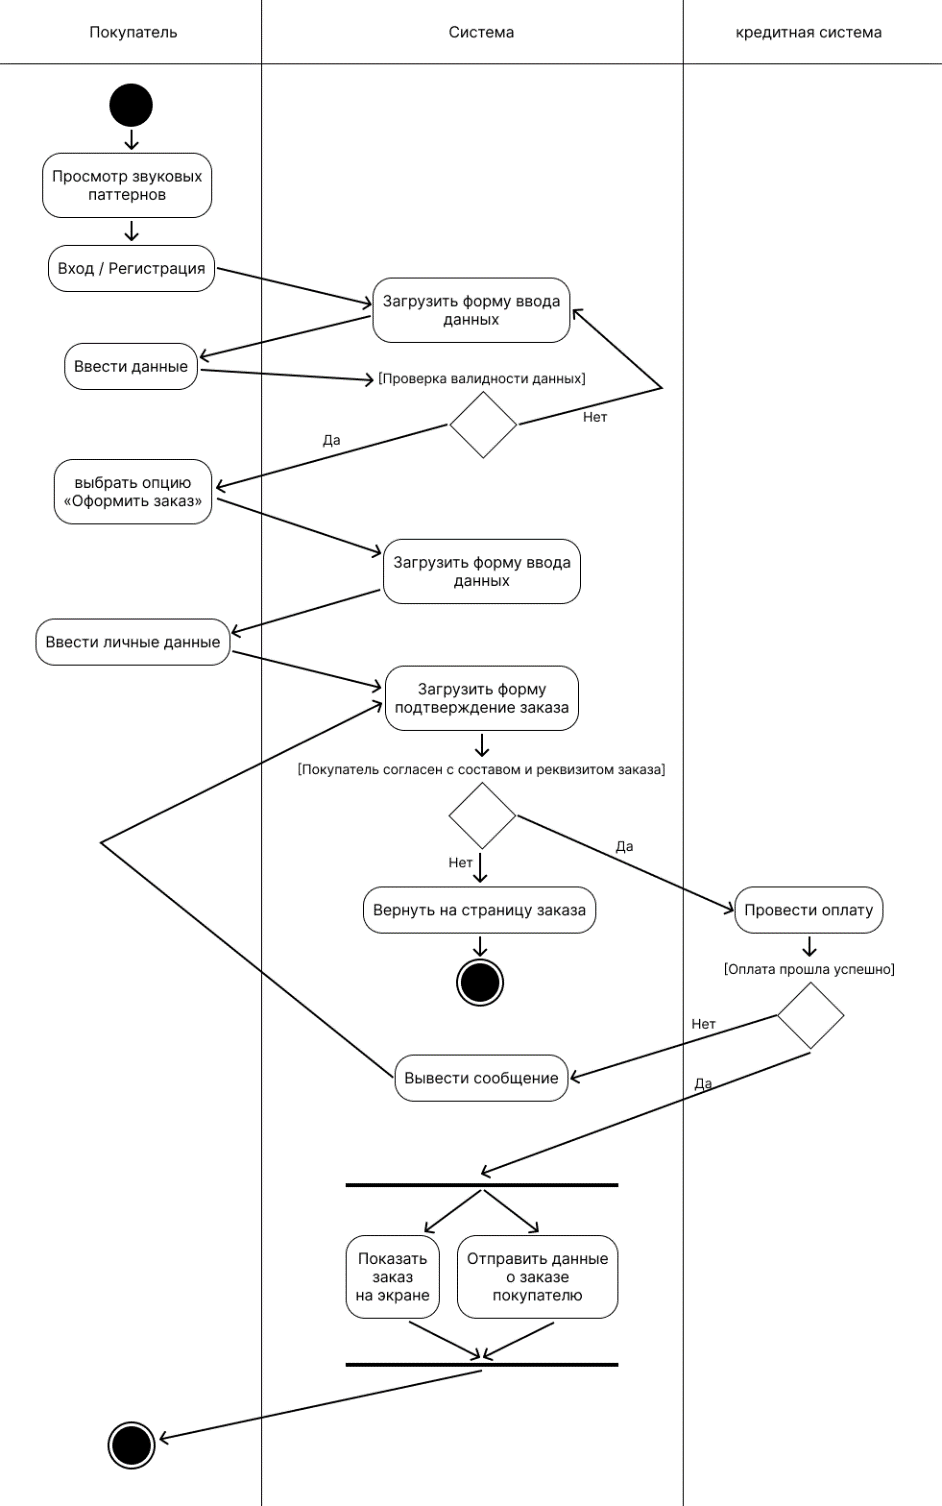 Покупатель
Система
кредитная система
Просмотр звуковых
паттернов
Вход / Регистрация
Загрузить форму ввода
данных
Ввести данные
[Проверка валидности данных]
Нет
Да
выбрать опцию
«Оформить заказ»
Загрузить форму ввода
данных
Ввести личные данные
Загрузить форму
подтверждение заказа
[Покупатель согласен с составом и реквизитом заказа]
Да
Нет
Вернуть на страницу заказа
Провести оплату
[Оплата прошла успешно]
Нет
Вывести сообщение
Да
Показать
заказ
на экране
Отправить данные
о заказе
покупателю